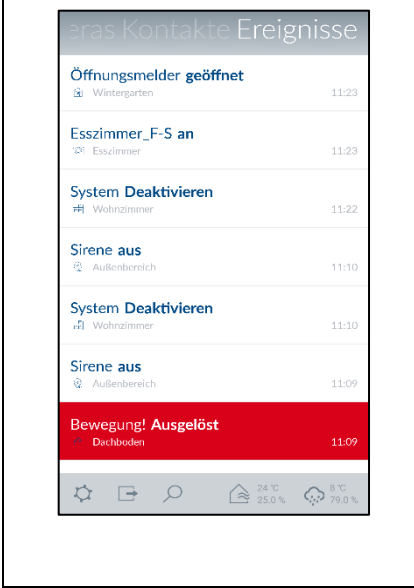 eras Kontakte Ereignisse
Öffnungsmelder geöffnet
Wintergarten 11:23
Esszimmer_F-S an
Esszimmer 11:23
System Deaktivieren
Wohnzimmer 11:22
Sirene aus
Außenbereich 11:10
System Deaktivieren
Wohnzimmer 11:10
Sirene aus
Außenbereich 11:09
Bewegung! Ausgelöst
Dachboden 11:09
24 °C 8 °C
25.0 % 79.0 %